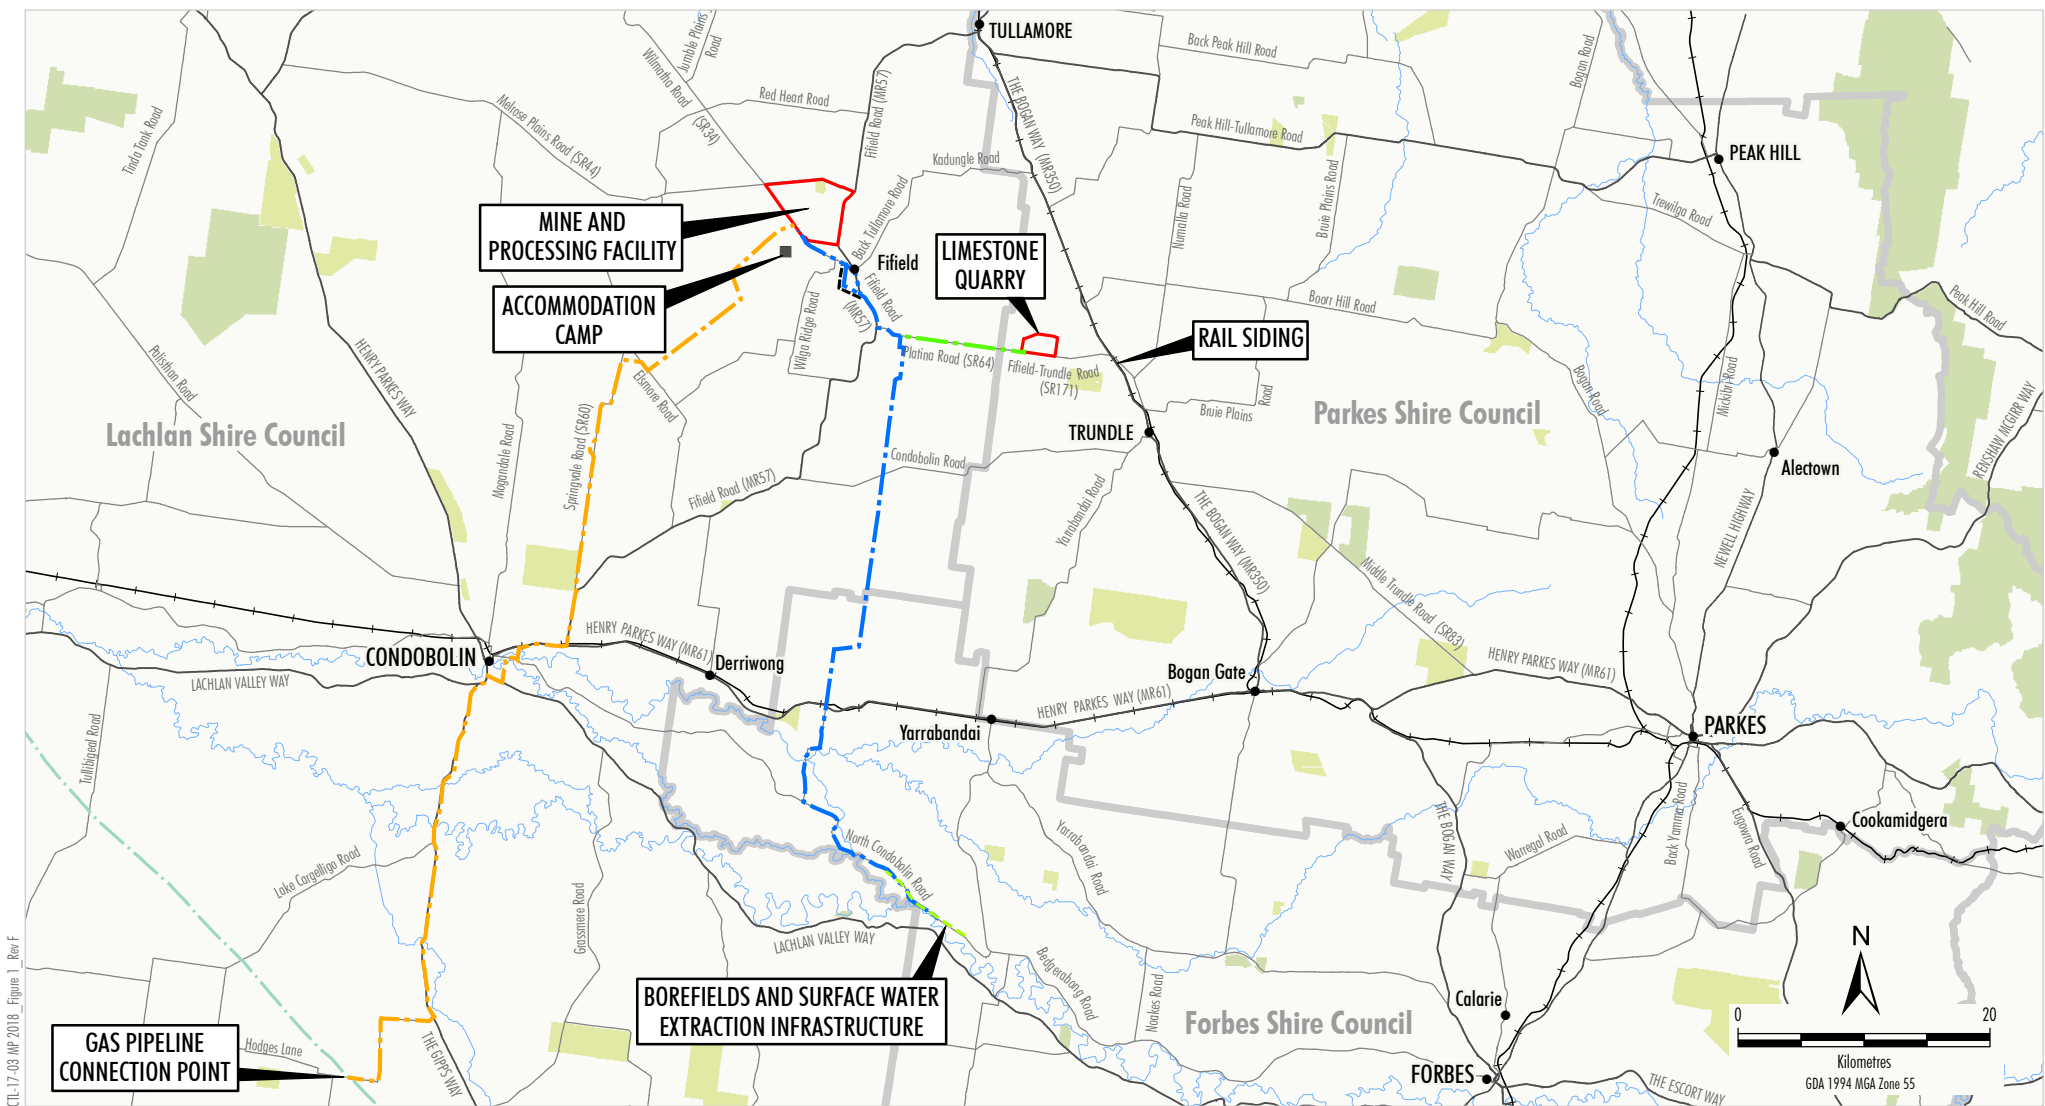 TULLAMORE
Jumble Plains
Road
Wilmatha Road
(SR34)
Back Peak Hill Road
Bogan Road
Red Heart Road
Fifield Road (MR57)
THE BOGAN WAY (MR350)
Melrose Plains Road (SR44)
Tinda Tank Road
Peak Hill-Tullamore Road
PEAK HILL
Kadungle Road
Bruie Plains Road
Numulla Road
Trewilga Road
MINE AND
PROCESSING FACILITY
Back Tullamore Road
LIMESTONE
QUARRY
Fifield
ACCOMMODATION
CAMP
Fifield Road
(MR57)
Wilga Ridge Road
Boorr Hill Road
Peak Hill Road
RAIL SIDING
Palisthan Road
HENRY PARKES WAY
Platina Road (SR64)
Fifield-Trundle Road
(SR171)
Elsmore Road
Bogan Road
Mickibri Road
Bruie Plains
Road
Parkes Shire Council
RENSHAW MCGIRR WAY
Lachlan Shire Council
Springvale Road (SR60)
Mogandale Road
TRUNDLE
Condobolin Road
Alectown
Fifield Road (MR57)
Yarrabandai Road
THE BOGAN WAY (MR350)
NEWELL HIGHWAY
Middle Trundle Road (SR83)
HENRY PARKES WAY (MR61)
CONDOBOLIN
Derriwong
Bogan Gate
HENRY PARKES WAY (MR61)
LACHLAN VALLEY WAY
HENRY PARKES WAY (MR61)
Yarrabandai
PARKES
Tullibigeal Road
THE BOGAN WAY
Back Yamma Road
Eugowra Road
Cookamidgera
North Condobolin Road
Yarrabandai Road
Warregal Road
Lake Cargelligo Road
Grassmere Road
LACHLAN VALLEY WAY
Bedgerabong Road
Noakes Road
BOREFIELDS AND SURFACE WATER
EXTRACTION INFRASTRUCTURE
Calarie
Forbes Shire Council
N
0 20
Kilometres
GDA 1994 MGA Zone 55
GAS PIPELINE
CONNECTION POINT
Hodges Lane
THE GIPPS WAY
FORBES
THE ESCORT WAY
CTL-17-03 MP 2018_Figure 1_Rev F